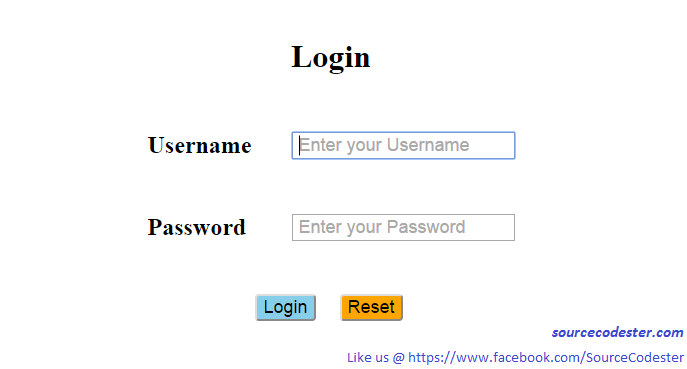 Login
Username
Enter your Username
Password
Enter your Password
Login
Reset
sourcecodester.com
Like us @ https://www.facebook.com/SourceCodester